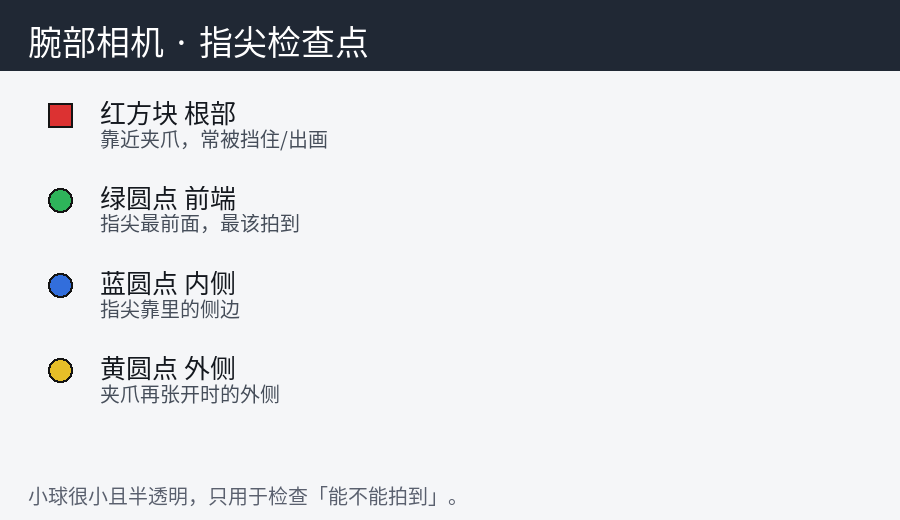 腕部相机 · 指尖检查点
红方块 根部
靠近夹爪，常被挡住/出画
绿圆点 前端
指尖最前面，最该拍到
蓝圆点 内侧
指尖靠里的侧边
黄圆点 外侧
夹爪再张开时的外侧
小球很小且半透明，只用于检查「能不能拍到」。